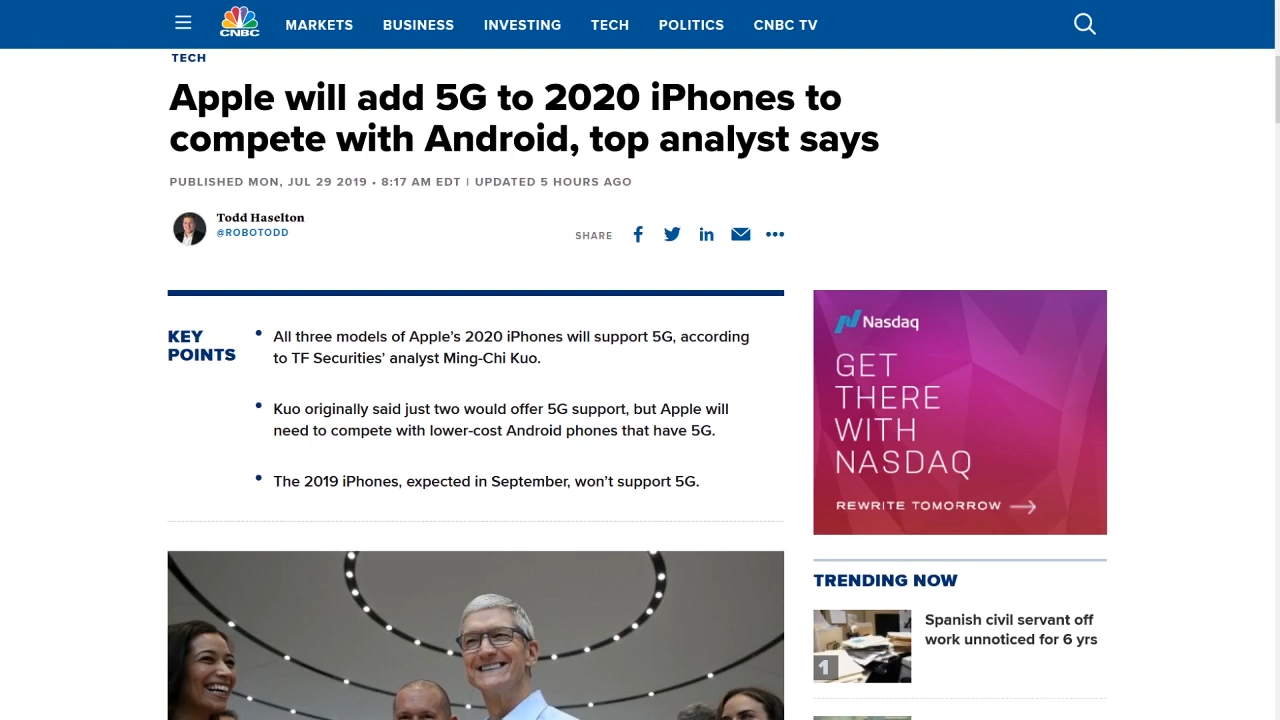 CNBC
MARKETS
BUSINESS
INVESTING
TECH
POLITICS
CNBC TV
TECH
Apple will add 5G to 2020 iPhones to
compete with Android, top analyst says
PUBLISHED MON, JUL 29 2019 • 8:17 AM EDT | UPDATED 5 HOURS AGO
Todd Haselton
@ROBOTODD
SHARE
KEY
POINTS
• All three models of Apple’s 2020 iPhones will support 5G, according
to TF Securities’ analyst Ming-Chi Kuo.
• Kuo originally said just two would offer 5G support, but Apple will
need to compete with lower-cost Android phones that have 5G.
• The 2019 iPhones, expected in September, won’t support 5G.
Nasdaq
GET
THERE
WITH
NASDAQ
REWRITE TOMORROW
TRENDING NOW
1
Spanish civil servant off
work unnoticed for 6 yrs